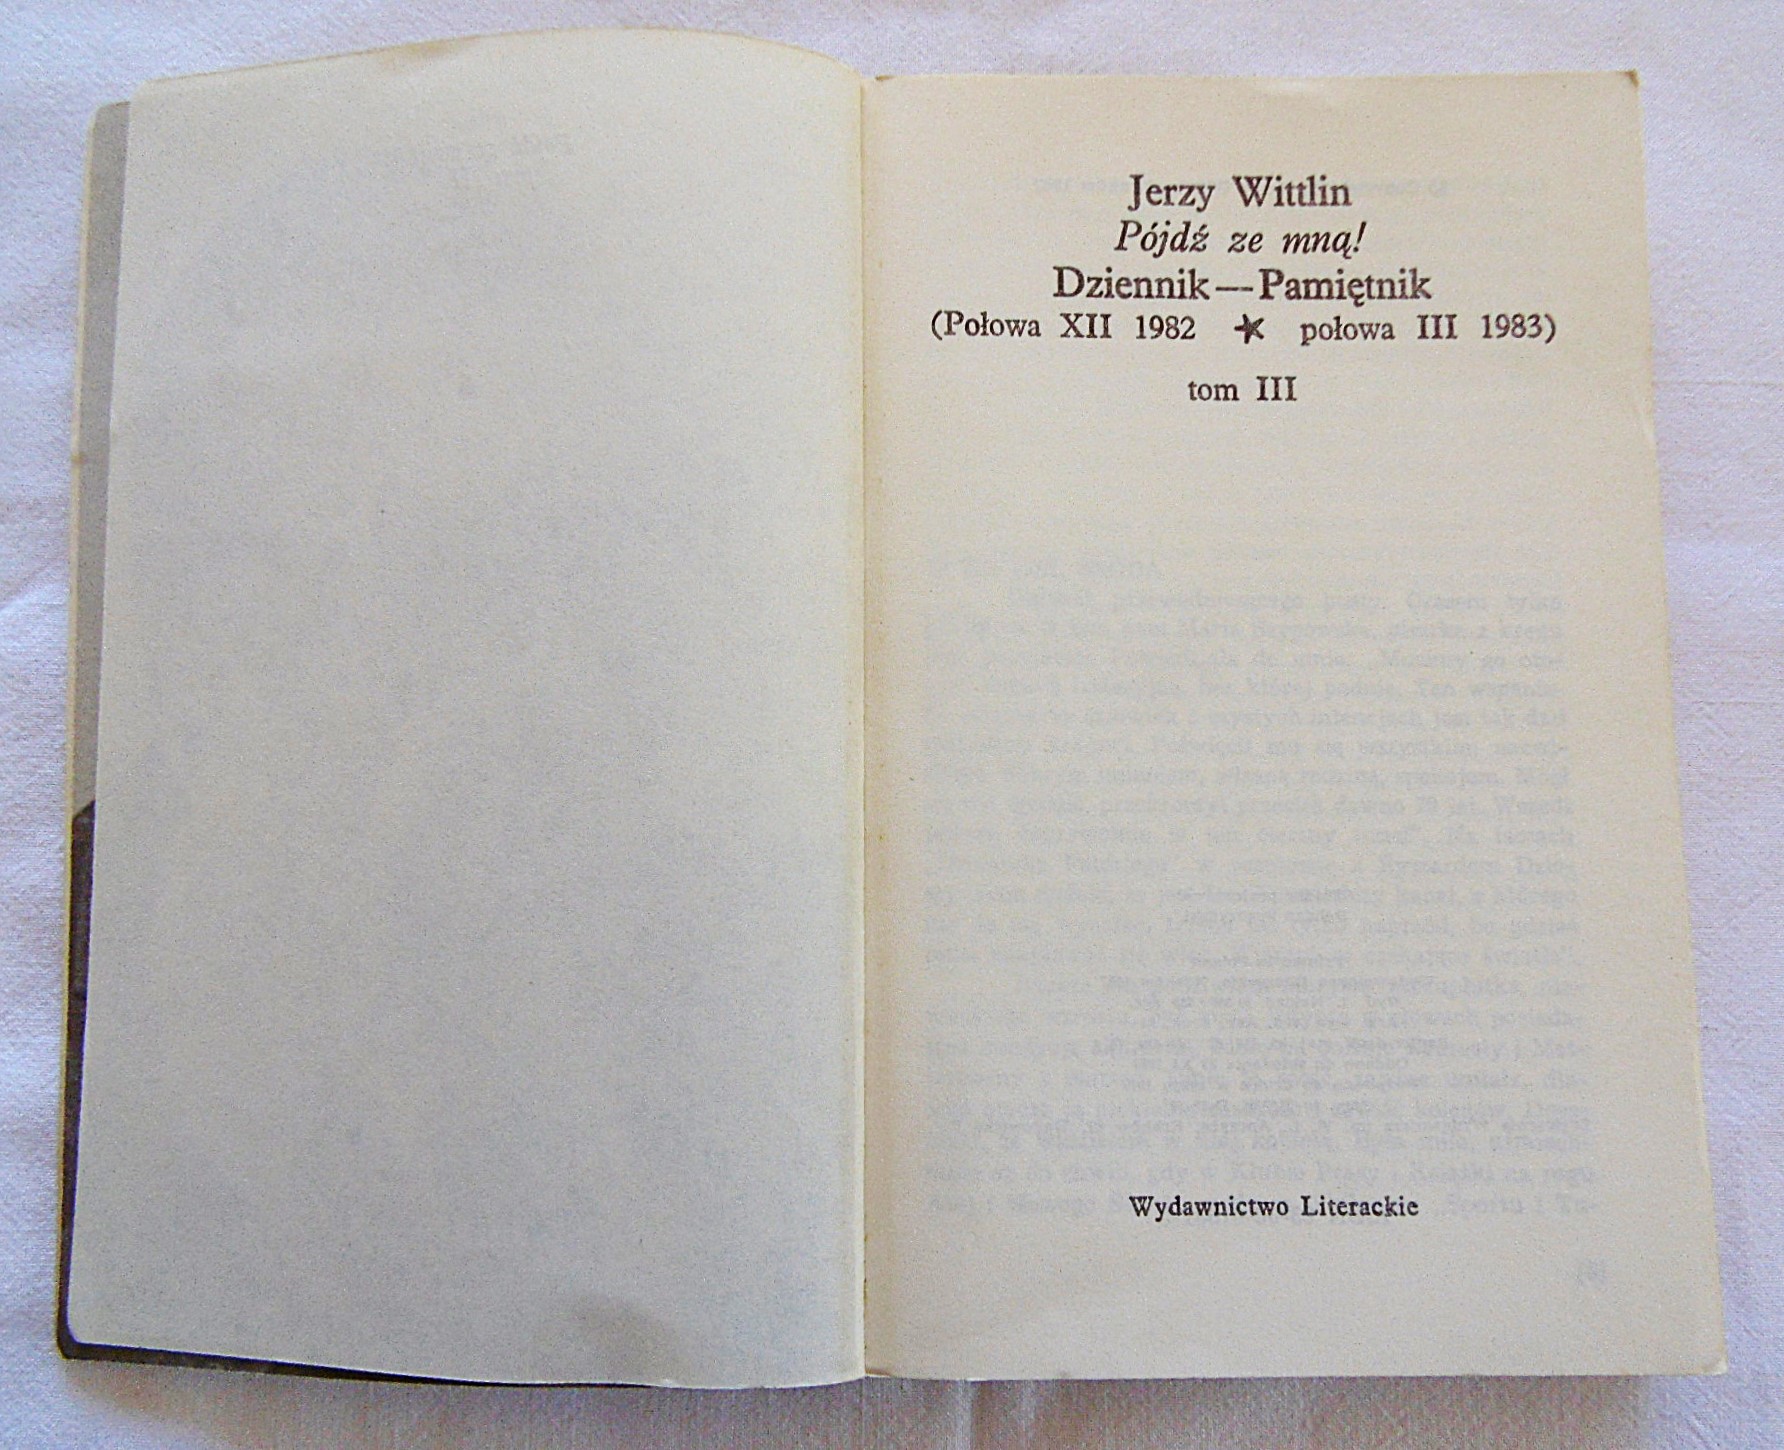 Jerzy Wittlin
Pójdź ze mną!
Dziennik—Pamiętnik
(Połowa XII 1982 ★ połowa III 1983)
tom III
Wydawnictwo Literackie